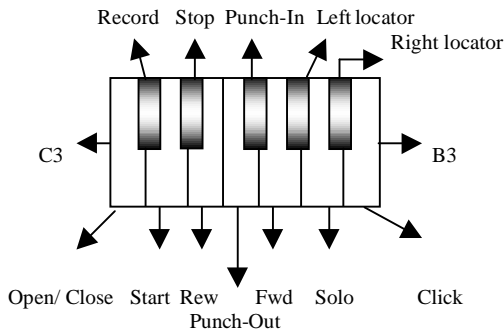 Record Stop Punch-In Left locator
Right locator
C3 B3
Open/ Close Start Rew Fwd Solo Click
Punch-Out